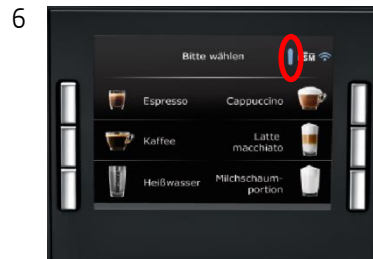 6
Bitte wählen
Espresso Cappuccino
Kaffee Latte macchiato
Heißwasser Milchschaum-
portion